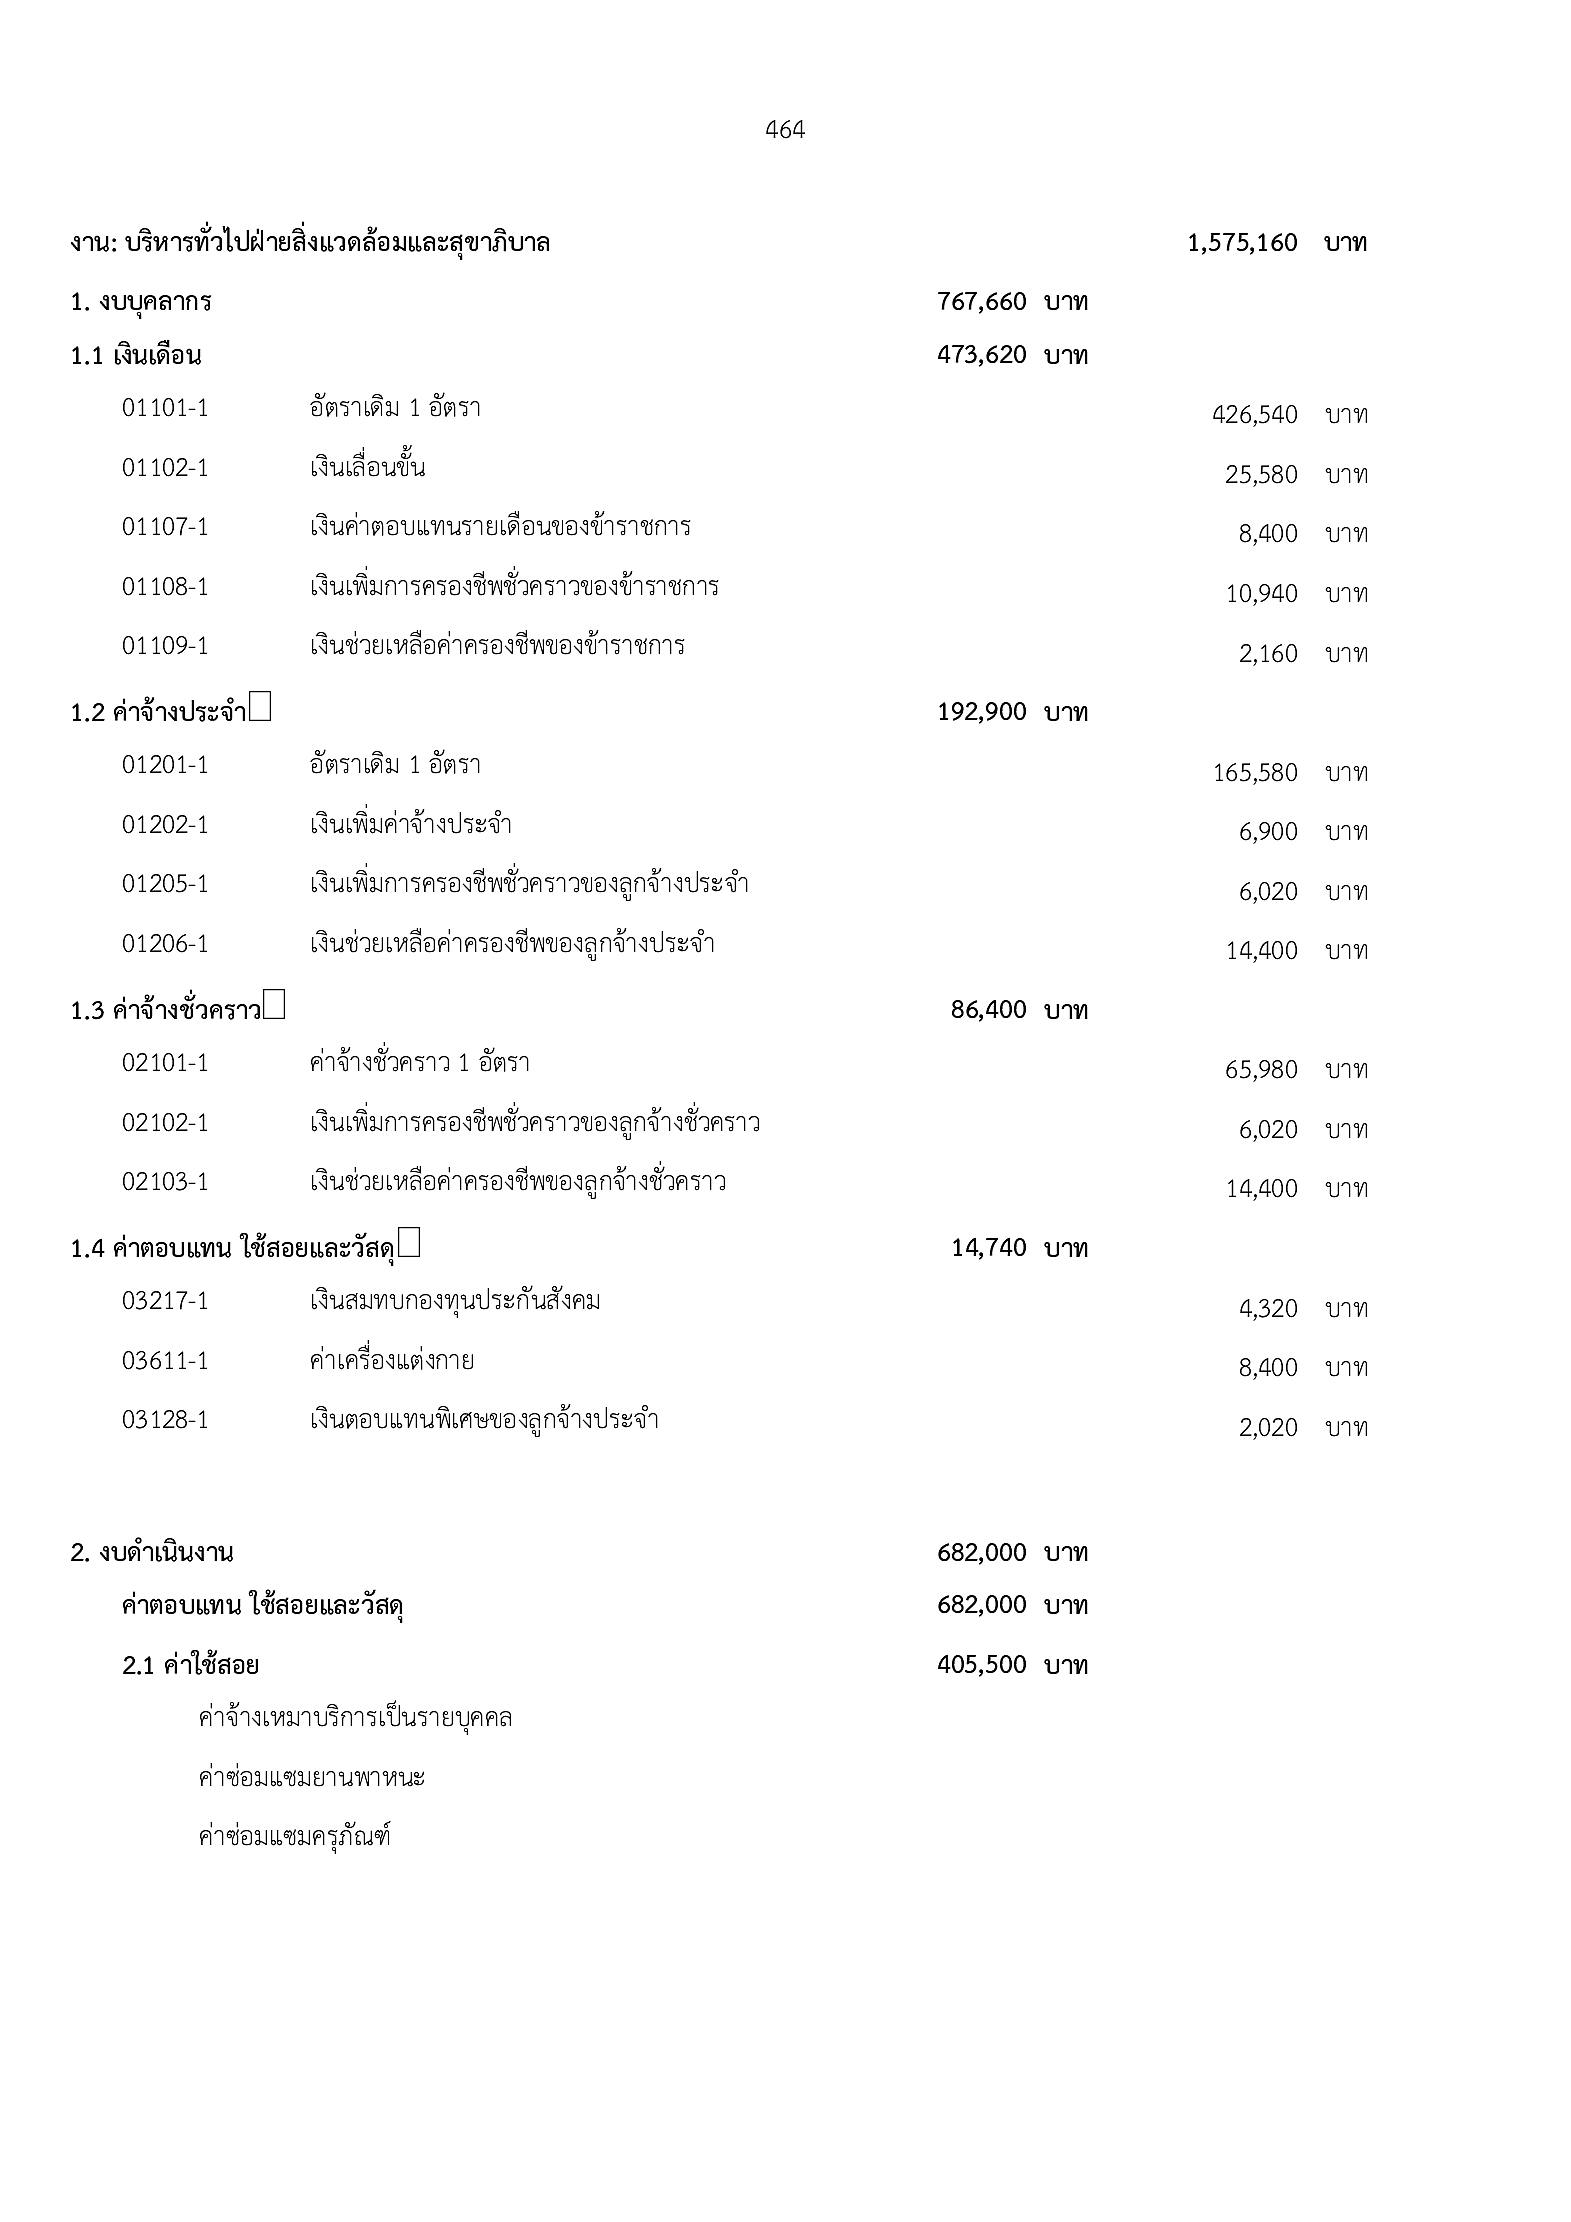 464
งาน: บริหารทั่วไปฝ่ายสิ่งแวดล้อมและสุขาภิบาล 1,575,160 บาท
1. งบบุคลากร 767,660 บาท
1.1 เงินเดือน 473,620 บาท
01101-1 อัตราเดิม 1 อัตรา 426,540 บาท
01102-1 เงินเลื่อนขั้น 25,580 บาท
01107-1 เงินค่าตอบแทนรายเดือนของข้าราชการ 8,400 บาท
01108-1 เงินเพิ่มการครองชีพชั่วคราวของข้าราชการ 10,940 บาท
01109-1 เงินช่วยเหลือค่าครองชีพของข้าราชการ 2,160 บาท
1.2 ค่าจ้างประจำ 192,900 บาท
01201-1 อัตราเดิม 1 อัตรา 165,580 บาท
01202-1 เงินเพิ่มค่าจ้างประจำ 6,900 บาท
01205-1 เงินเพิ่มการครองชีพชั่วคราวของลูกจ้างประจำ 6,020 บาท
01206-1 เงินช่วยเหลือค่าครองชีพของลูกจ้างประจำ 14,400 บาท
1.3 ค่าจ้างชั่วคราว 86,400 บาท
02101-1 ค่าจ้างชั่วคราว 1 อัตรา 65,980 บาท
02102-1 เงินเพิ่มการครองชีพชั่วคราวของลูกจ้างชั่วคราว 6,020 บาท
02103-1 เงินช่วยเหลือค่าครองชีพของลูกจ้างชั่วคราว 14,400 บาท
1.4 ค่าตอบแทน ใช้สอยและวัสดุ 14,740 บาท
03217-1 เงินสมทบกองทุนประกันสังคม 4,320 บาท
03611-1 ค่าเครื่องแต่งกาย 8,400 บาท
03128-1 เงินตอบแทนพิเศษของลูกจ้างประจำ 2,020 บาท
2. งบดำเนินงาน 682,000 บาท
ค่าตอบแทน ใช้สอยและวัสดุ 682,000 บาท
2.1 ค่าใช้สอย 405,500 บาท
ค่าจ้างเหมาบริการเป็นรายบุคคล
ค่าซ่อมแซมยานพาหนะ
ค่าซ่อมแซมครุภัณฑ์